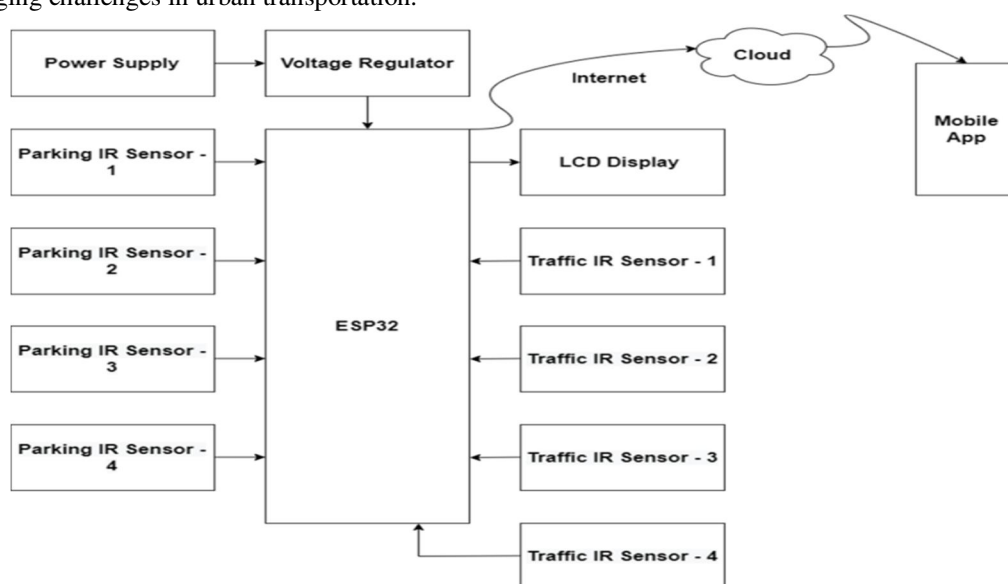 ging challenges in urban transportation.
Power Supply
Voltage Regulator
Internet
Cloud
Mobile
App
Parking IR Sensor -
1
LCD Display
Parking IR Sensor -
2
Traffic IR Sensor - 1
ESP32
Parking IR Sensor -
3
Traffic IR Sensor - 2
Parking IR Sensor -
4
Traffic IR Sensor - 3
Traffic IR Sensor - 4